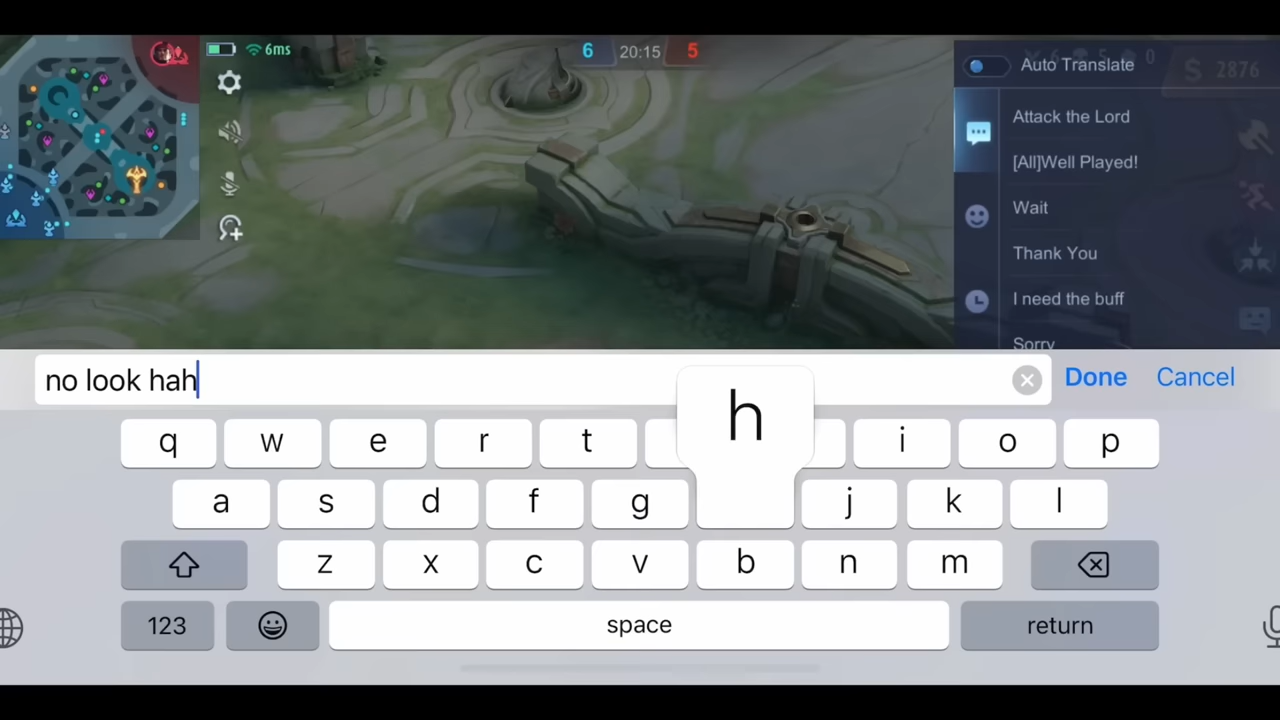 6ms
6 20:15 5
Auto Translate
2876
Attack the Lord
[All]Well Played!
Wait
Thank You
I need the buff
Sorry
no look hah
Done
Cancel
h
q w e r t i o p
a s d f g j k l
z x c v b n m
123
space
return